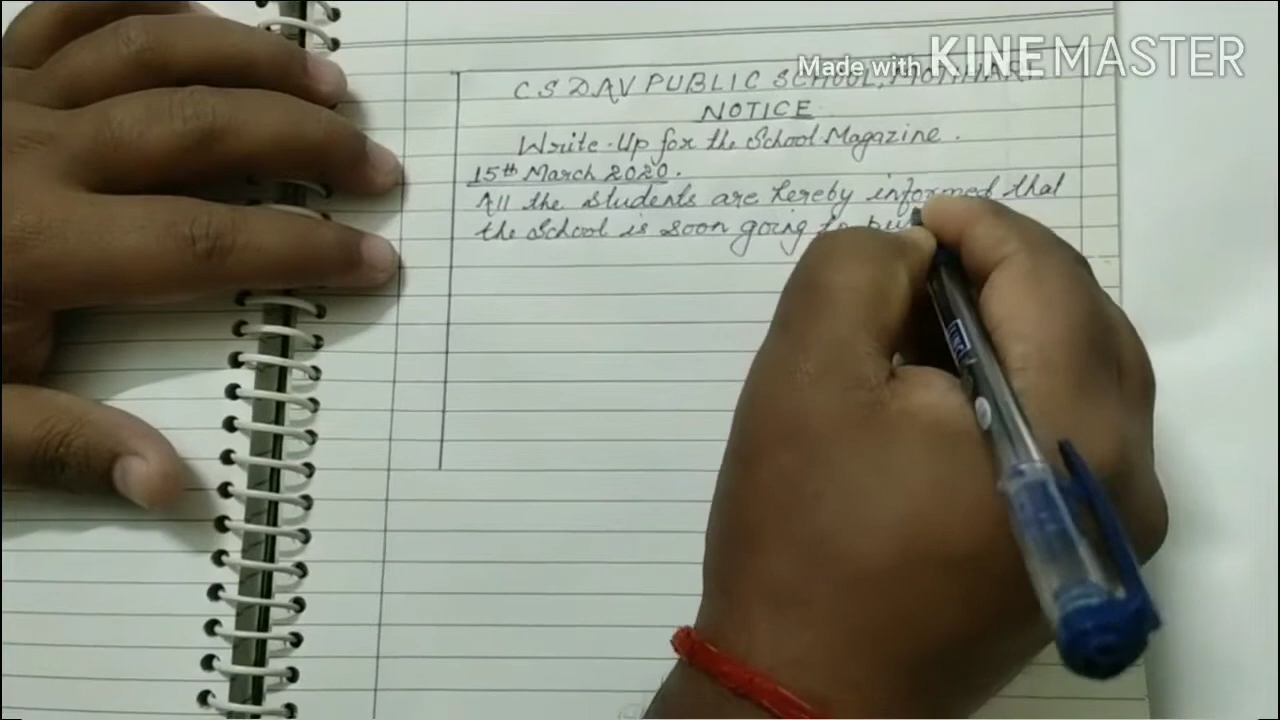 Made with KINEMASTER
C S DAV PUBLIC SCHOOL,
NOTICE
Write-Up for the School Magazine.
15th March 2020.
All the students are hereby informed that
the School is soon going to